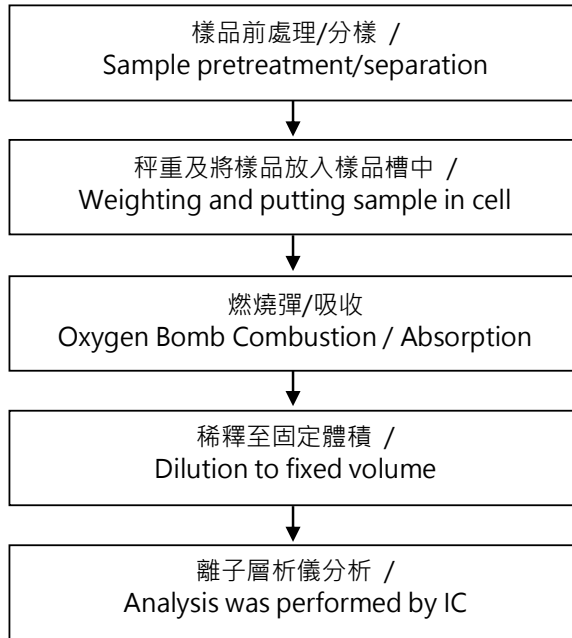 樣品前處理/分樣 /
Sample pretreatment/separation
秤重及將樣品放入樣品槽中 /
Weighting and putting sample in cell
燃燒彈/吸收
Oxygen Bomb Combustion / Absorption
稀釋至固定體積 /
Dilution to fixed volume
離子層析儀分析 /
Analysis was performed by IC